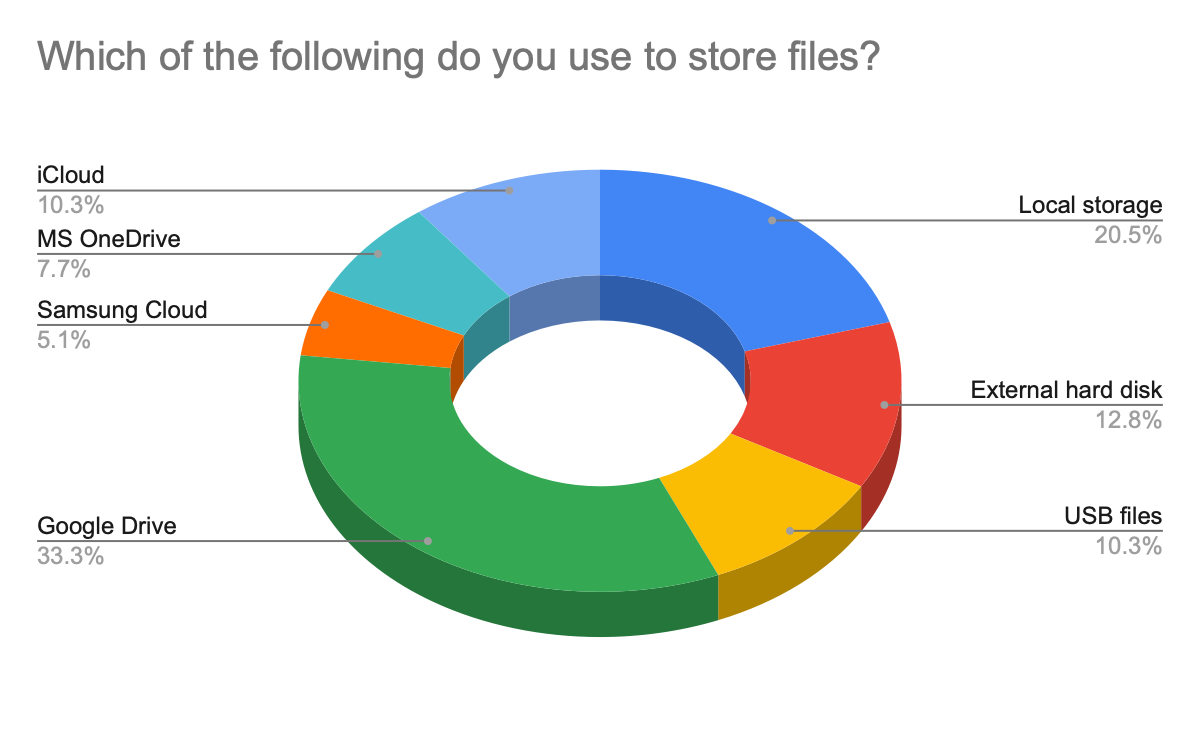 Which of the following do you use to store files?
iCloud
10.3%
MS OneDrive
7.7%
Samsung Cloud
5.1%
Google Drive
33.3%
Local storage
20.5%
External hard disk
12.8%
USB files
10.3%